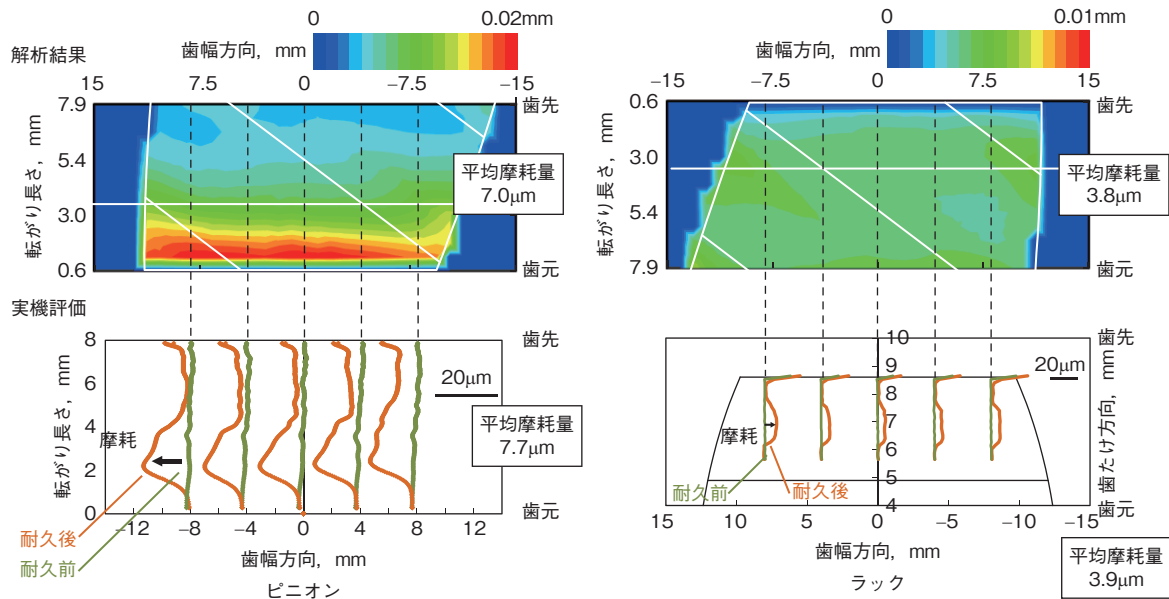 0 0.02mm
歯幅方向，mm
解析結果
15 7.5 0 −7.5 −15
歯先
7.9
5.4
3.0
0.6
転がり長さ，mm
平均摩耗量
7.0μm
歯元
0 0.01mm
歯幅方向，mm
−15 −7.5 0 7.5 15
歯先
0.6
3.0
5.4
7.9
転がり長さ，mm
平均摩耗量
3.8μm
歯元
実機評価
歯先
8
6
4
2
0
転がり長さ，mm
摩耗
20μm
平均摩耗量
7.7μm
歯元
−12 −8 −4 0 4 8 12
耐久後
耐久前
歯幅方向，mm
ピニオン
歯先
10
9
8
7
6
5
4
歯たけ方向，mm
20μm
摩耗
耐久前
耐久後
歯元
15 10 5 0 −5 −10 −15
歯幅方向，mm
ラック
平均摩耗量
3.9μm